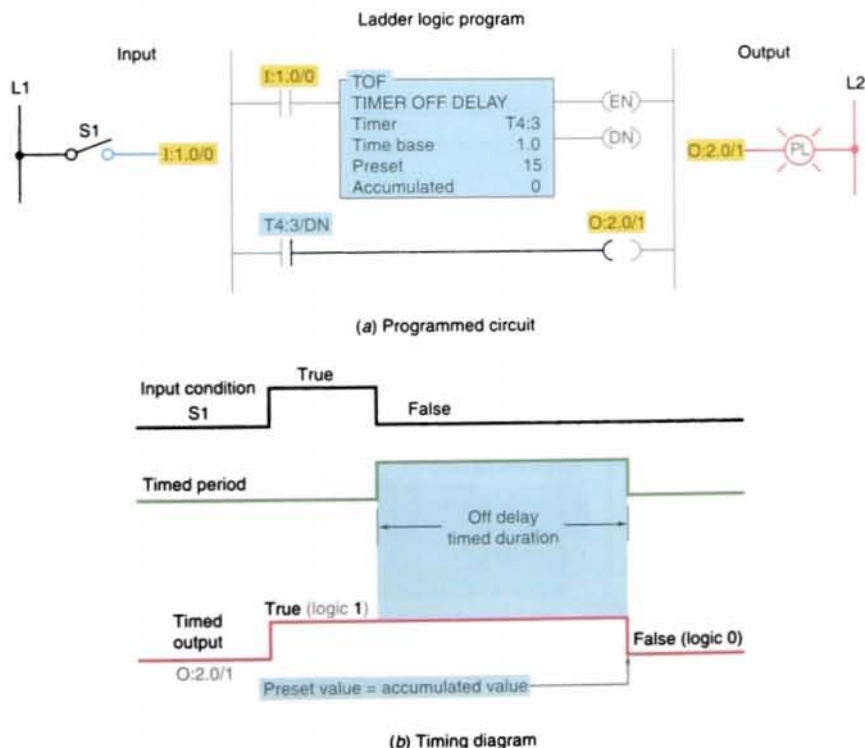 Ladder logic program
Input
Output
L1
L2
S1
I:1.0/0
I:1.0/0
TOF
TIMER OFF DELAY
Timer T4:3
Time base 1.0
Preset 15
Accumulated 0
EN
DN
O:2.0/1
PL
T4:3/DN
O:2.0/1
(a) Programmed circuit
True
Input condition
S1
False
Timed period
Off delay
timed duration
True (logic 1)
Timed
output
O:2.0/1
False (logic 0)
Preset value = accumulated value
(b) Timing diagram